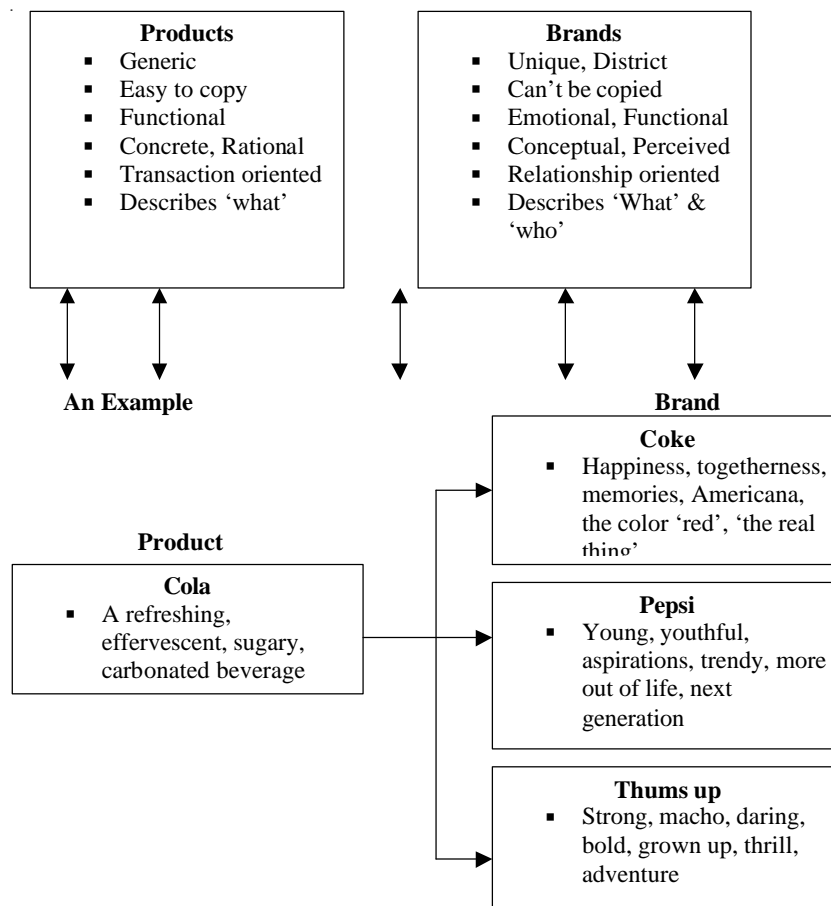 Products
▪ Generic
▪ Easy to copy
▪ Functional
▪ Concrete, Rational
▪ Transaction oriented
▪ Describes ‘what’
Brands
▪ Unique, District
▪ Can’t be copied
▪ Emotional, Functional
▪ Conceptual, Perceived
▪ Relationship oriented
▪ Describes ‘What’ &
‘who’
An Example
Brand
Coke
▪ Happiness, togetherness,
memories, Americana,
the color ‘red’, ‘the real
thing’
Product
Cola
▪ A refreshing,
effervescent, sugary,
carbonated beverage
Pepsi
▪ Young, youthful,
aspirations, trendy, more
out of life, next
generation
Thums up
▪ Strong, macho, daring,
bold, grown up, thrill,
adventure